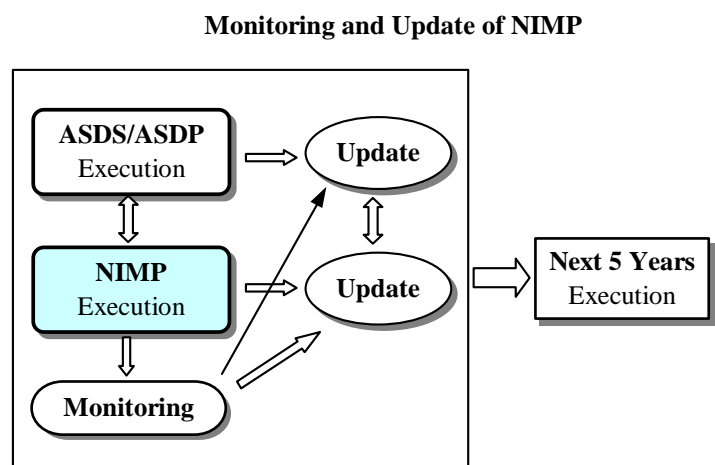 Monitoring and Update of NIMP
ASDS/ASDP
Execution
Update
NIMP
Execution
Update
Next 5 Years
Execution
Monitoring